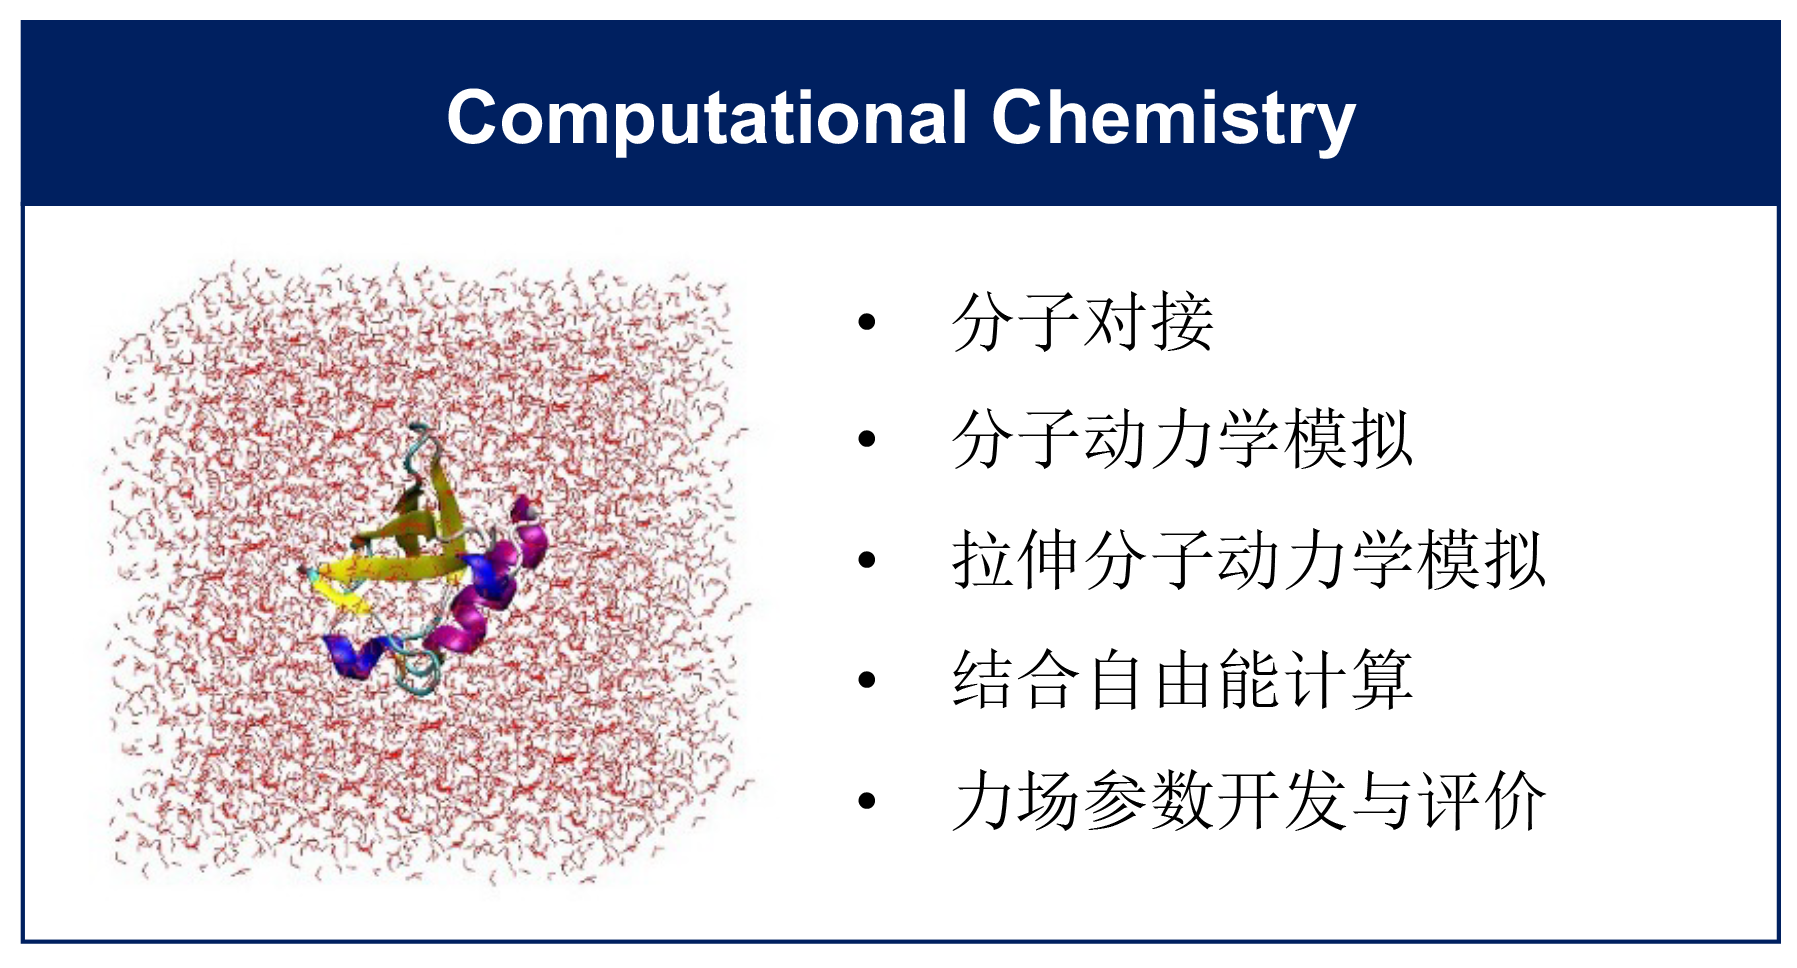 Computational Chemistry
• 分子对接
• 分子动力学模拟
• 拉伸分子动力学模拟
• 结合自由能计算
• 力场参数开发与评价